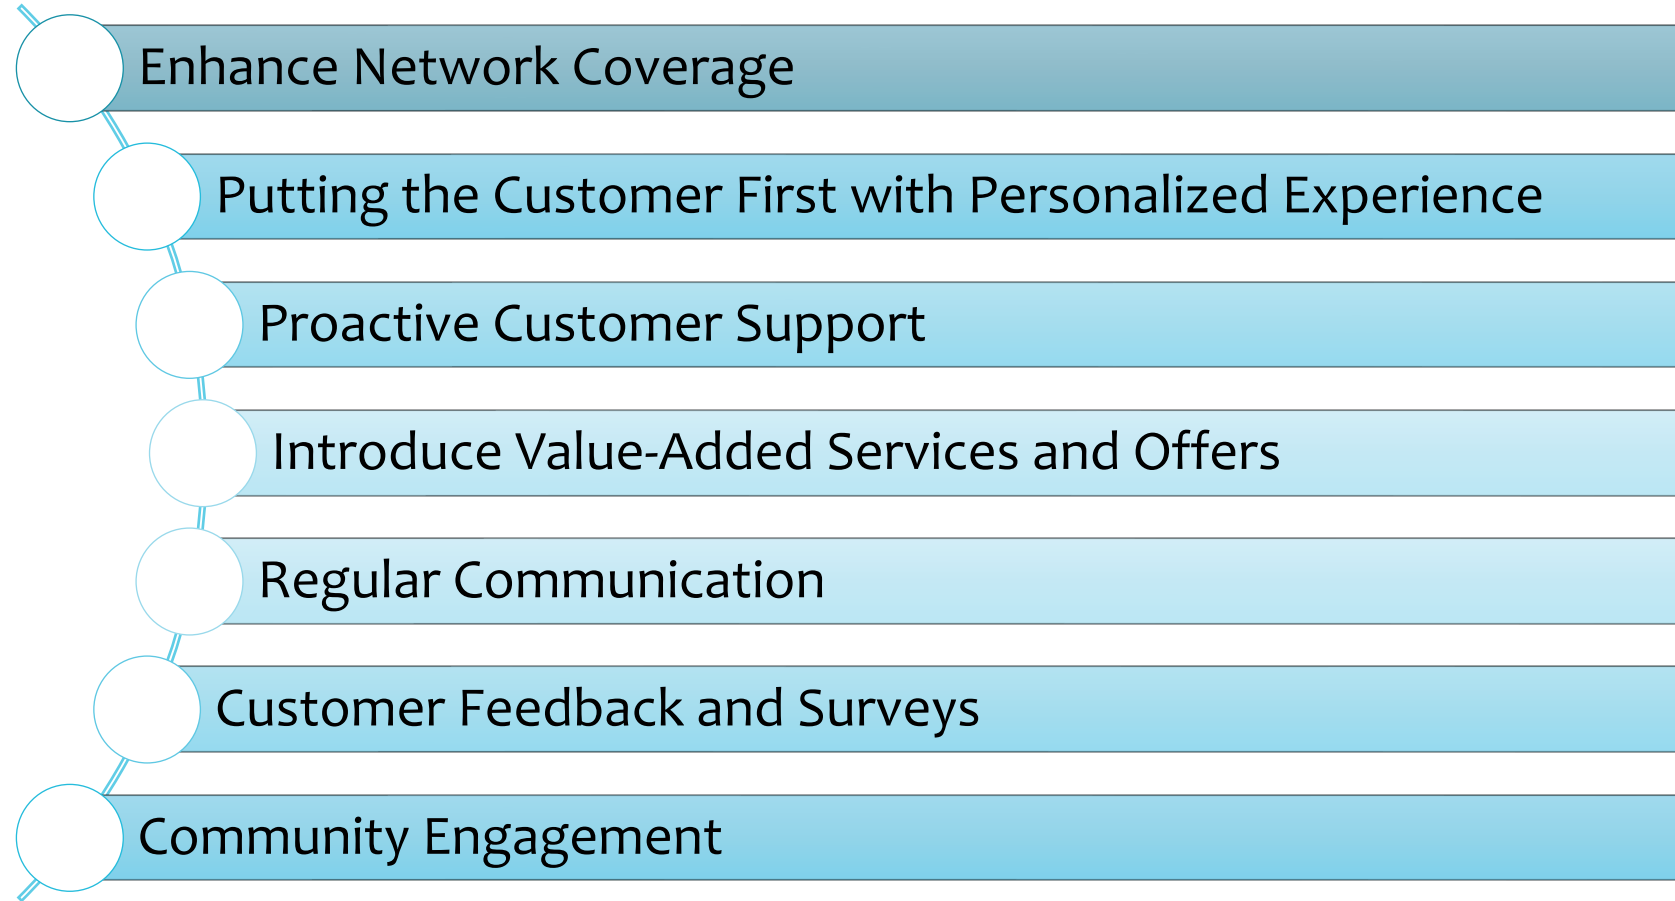 Enhance Network Coverage
Putting the Customer First with Personalized Experience
Proactive Customer Support
Introduce Value-Added Services and Offers
Regular Communication
Customer Feedback and Surveys
Community Engagement